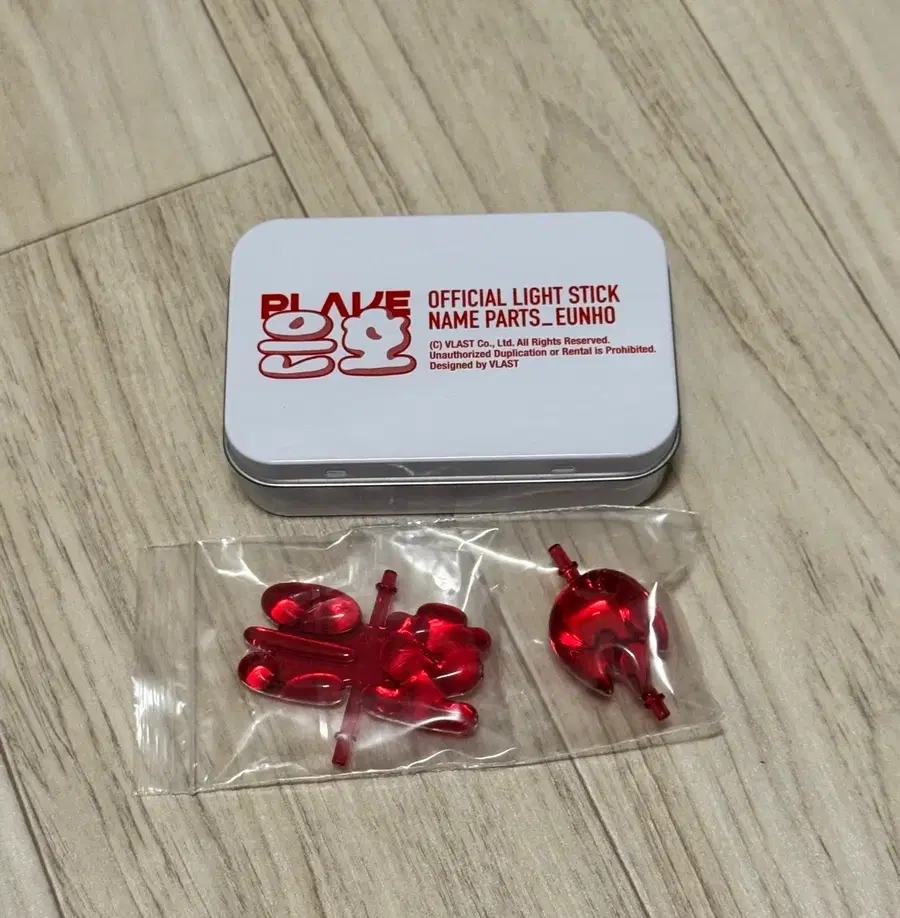 PLAVE
은호
OFFICIAL LIGHT STICK
NAME PARTS_EUNHO
(C) VLAST Co., Ltd. All Rights Reserved.
Unauthorized Duplication or Rental is Prohibited.
Designed by VLAST